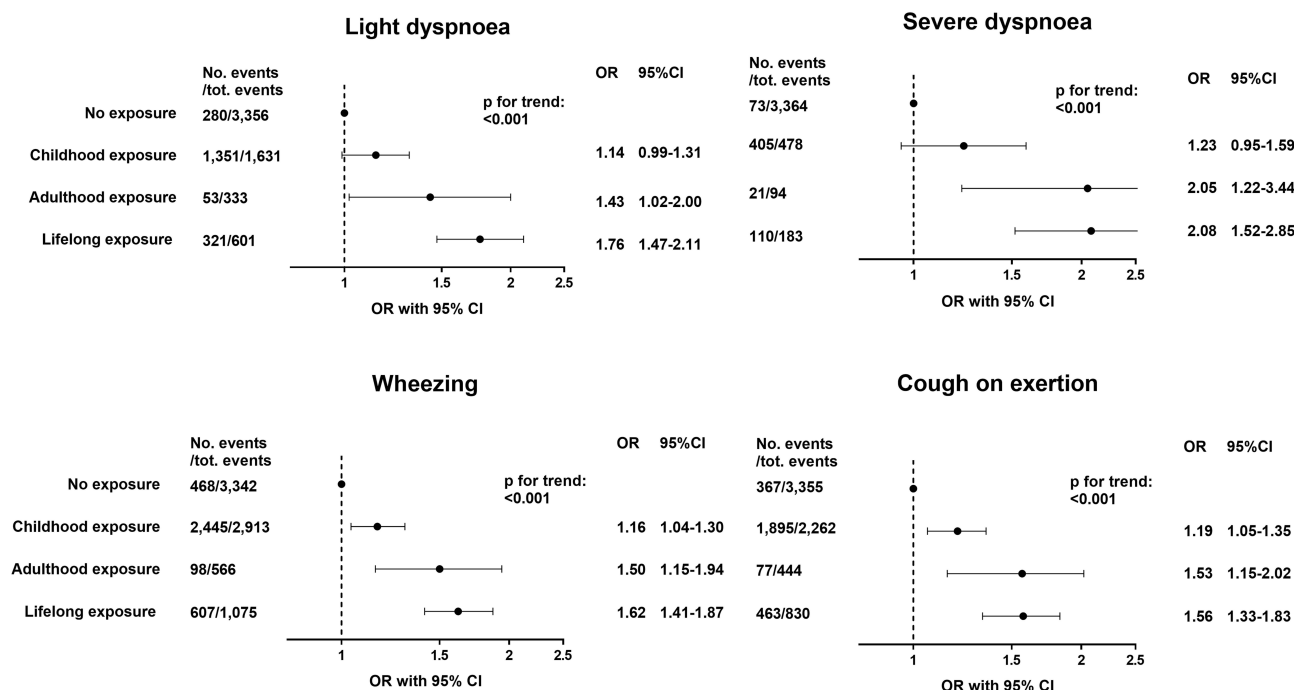 Light dyspnoea
No. events
/tot. events
OR 95%CI
p for trend:
<0.001
No exposure 280/3,356
Childhood exposure 1,351/1,631 1.14 0.99-1.31
Adulthood exposure 53/333 1.43 1.02-2.00
Lifelong exposure 321/601 1.76 1.47-2.11
1 1.5 2 2.5
OR with 95% CI
Severe dyspnoea
No. events
/tot. events
OR 95%CI
p for trend:
<0.001
73/3,364
405/478 1.23 0.95-1.59
21/94 2.05 1.22-3.44
110/183 2.08 1.52-2.85
1 1.5 2 2.5
OR with 95% CI
Wheezing
No. events
/tot. events
OR 95%CI
p for trend:
<0.001
No exposure 468/3,342
Childhood exposure 2,445/2,913 1.16 1.04-1.30
Adulthood exposure 98/566 1.50 1.15-1.94
Lifelong exposure 607/1,075 1.62 1.41-1.87
1 1.5 2 2.5
OR with 95% CI
Cough on exertion
No. events
/tot. events
OR 95%CI
p for trend:
<0.001
367/3,355
1,895/2,262 1.19 1.05-1.35
77/444 1.53 1.15-2.02
463/830 1.56 1.33-1.83
1 1.5 2 2.5
OR with 95% CI